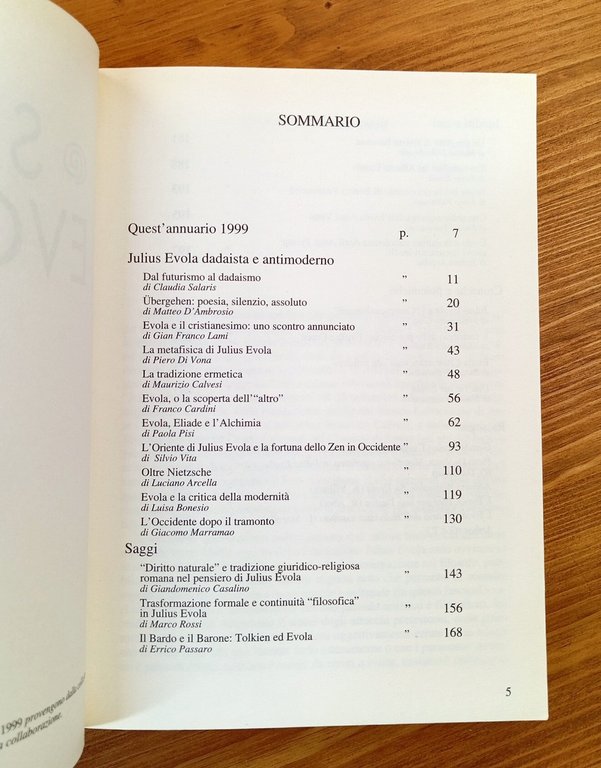 SOMMARIO
Quest'annuario 1999 p. 7
Julius Evola dadaista e antimoderno
Dal futurismo al dadaismo ” 11
di Claudia Salaris
Übergehen: poesia, silenzio, assoluto ” 20
di Matteo D'Ambrosio
Evola e il cristianesimo: uno scontro annunciato ” 31
di Gian Franco Lami
La metafisica di Julius Evola ” 43
di Piero Di Vona
La tradizione ermetica ” 48
di Maurizio Calvesi
Evola, o la scoperta dell'“altro” ” 56
di Franco Cardini
Evola, Eliade e l'Alchimia ” 62
di Paola Pisi
L'Oriente di Julius Evola e la fortuna dello Zen in Occidente ” 93
di Silvio Vita
Oltre Nietzsche ” 110
di Luciano Arcella
Evola e la critica della modernità ” 119
di Luisa Bonesio
L'Occidente dopo il tramonto ” 130
di Giacomo Marramao
Saggi
“Diritto naturale” e tradizione giuridico-religiosa
romana nel pensiero di Julius Evola ” 143
di Giandomenico Casalino
Trasformazione formale e continuità “filosofica”
in Julius Evola ” 156
di Marco Rossi
Il Bardo e il Barone: Tolkien ed Evola ” 168
di Errico Passaro
5
1999 provengono dalla
collaborazione.